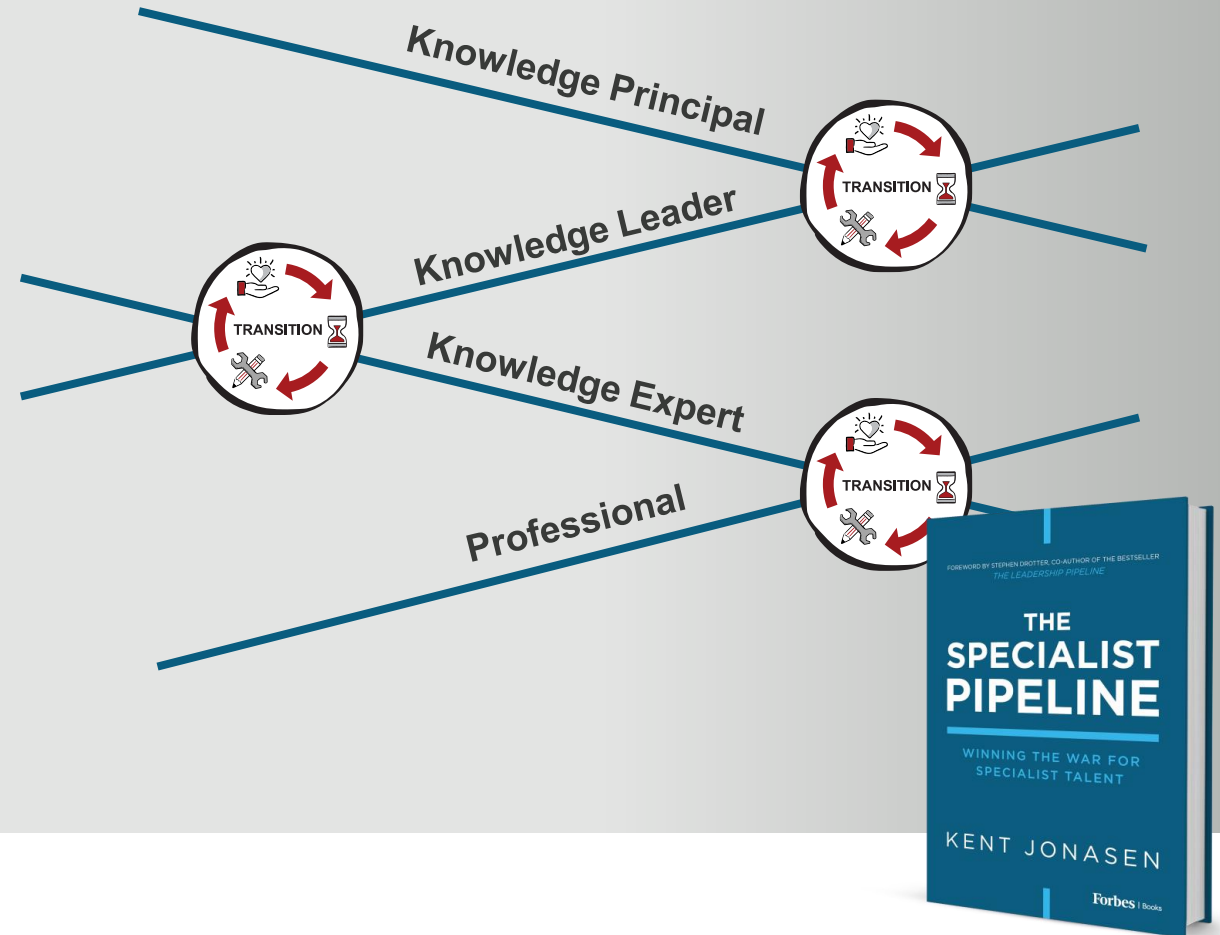 Knowledge Principal
TRANSITION
Knowledge Leader
TRANSITION
Knowledge Expert
TRANSITION
Professional
FOREWORD BY STEPHEN DROTTER, CO-AUTHOR OF THE BESTSELLER
THE LEADERSHIP PIPELINE
THE
SPECIALIST
PIPELINE
WINNING THE WAR FOR
SPECIALIST TALENT
KENT JONASEN
Forbes | Books